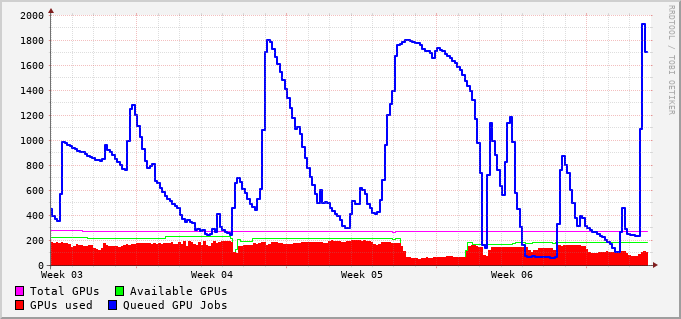 2000
1800
1600
1400
1200
1000
800
600
400
200
0
Week 03 Week 04 Week 05 Week 06
Total GPUs Available GPUs
GPUs used Queued GPU Jobs
RRDTOOL / TOBI OETIKER